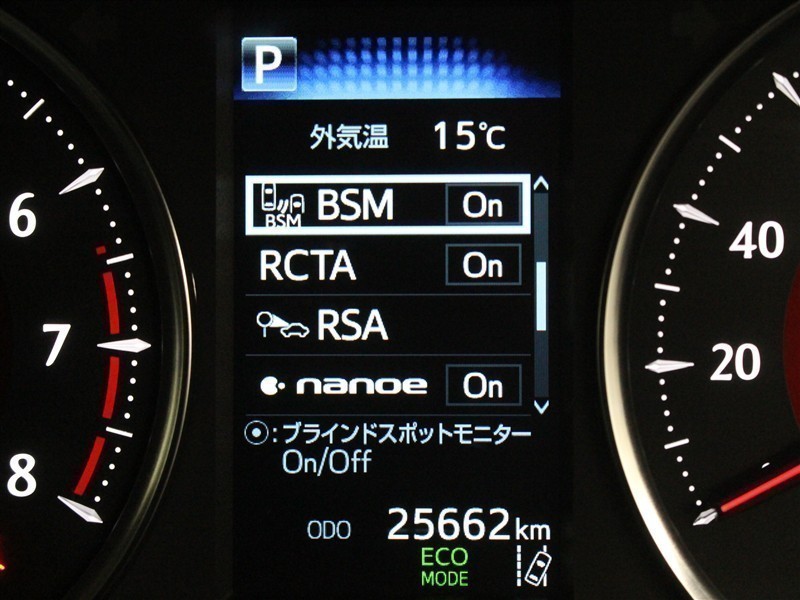 P
外気温 15℃
BSM BSM On
RCTA On
RSA
nanoe On
:ブラインドスポットモニター
On/Off
ODO 25662km
ECO
MODE
6
7
8
40
20